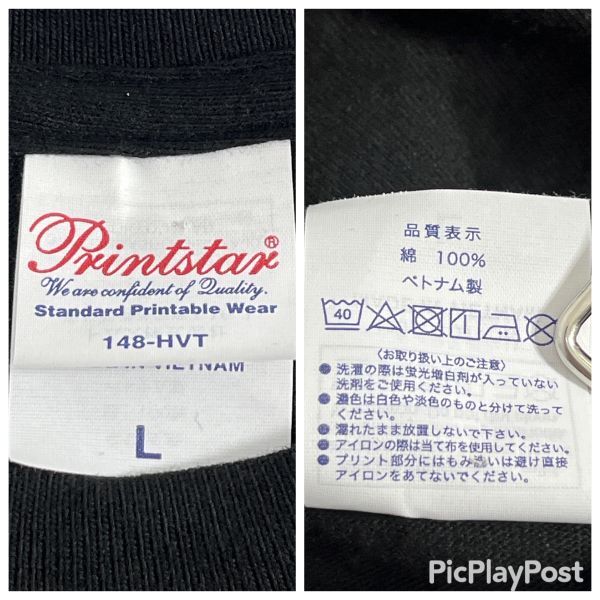 Printstar®
We are confident of Quality.
Standard Printable Wear
148-HVT
IN VIETNAM
L
品質表示
綿 100%
ベトナム製
40
〈お取り扱い上のご注意〉
●洗濯の際は蛍光増白剤が入っていない
洗剤をご使用ください。
●濃色は白色や淡色のものと分けて洗って
ください。
●濡れたまま放置しないで下さい。
●アイロンの際は当て布を使用してください。
●プリント部分にはもみ洗いは避け直接
アイロンをあてないでください。
PicPlayPost